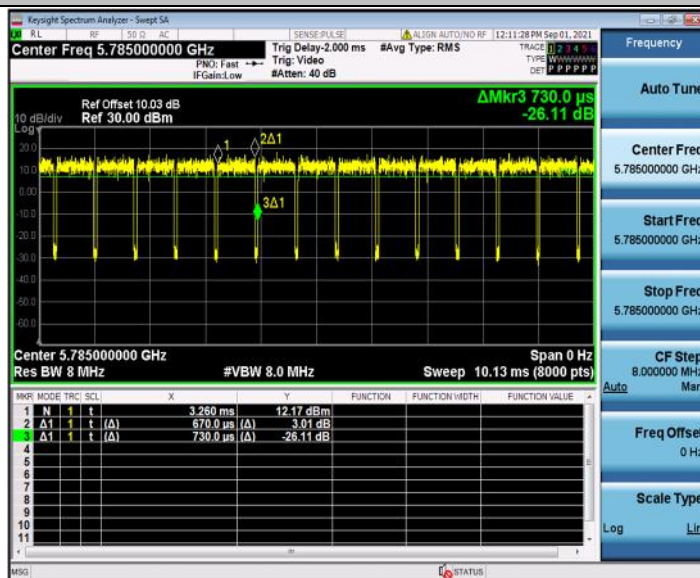 Keysight Spectrum Analyzer - Swept SA
RL RF 50 Ω AC SENSE:PULSE ALIGN AUTO/NO RF 12:11:28 PM Sep 01, 2021
Center Freq 5.785000000 GHz Trig Delay-2.000 ms #Avg Type: RMS TRACE 1 2 3 4 5 6
PNO: Fast Trig: Video TYPE WWWWWW
IFGain:Low #Atten: 40 dB DET P P P P P P
ΔMkr3 730.0 µs
-26.11 dB
Ref Offset 10.03 dB
10 dB/div Ref 30.00 dBm
Log
20.0
10.0
0.00
-10.0
-20.0
-30.0
-40.0
-50.0
-60.0
1
2Δ1
3Δ1
Center 5.785000000 GHz Span 0 Hz
Res BW 8 MHz #VBW 8.0 MHz Sweep 10.13 ms (8000 pts)
MKR MODE TRC SCL X Y FUNCTION FUNCTION WIDTH FUNCTION VALUE
1 N 1 t 3.260 ms 12.17 dBm
2 Δ1 1 t (Δ) 670.0 µs (Δ) 3.01 dB
3 Δ1 1 t (Δ) 730.0 µs (Δ) -26.11 dB
4
5
6
7
8
9
10
11
MSG STATUS
Frequency
Auto Tune
Center Freq
5.785000000 GHz
Start Freq
5.785000000 GHz
Stop Freq
5.785000000 GHz
CF Step
8.000000 MHz
Auto Man
Freq Offset
0 Hz
Scale Type
Log Lin